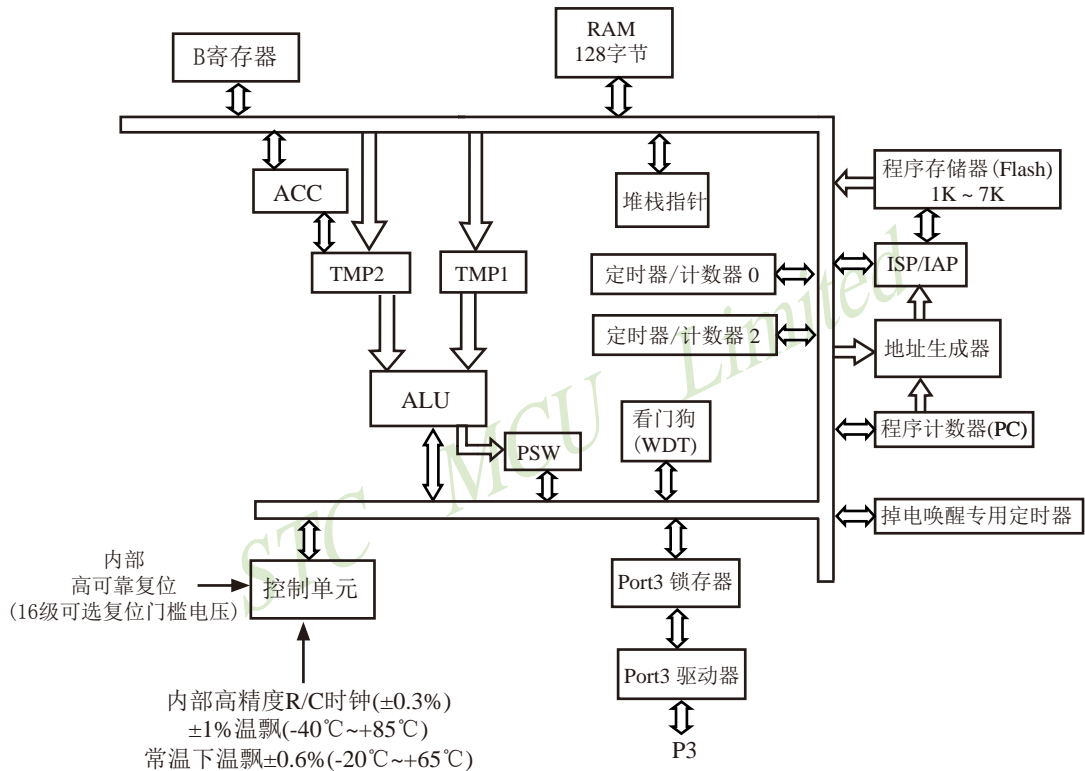 B寄存器
RAM
128字节
ACC
堆栈指针
程序存储器(Flash)
1K ~ 7K
TMP2
TMP1
定时器/计数器 0
ISP/IAP
定时器/计数器 2
地址生成器
ALU
看门狗
(WDT)
程序计数器(PC)
PSW
掉电唤醒专用定时器
内部
高可靠复位
(16级可选复位门槛电压)
控制单元
Port3 锁存器
Port3 驱动器
P3
内部高精度R/C时钟(±0.3%)
±1%温飘(-40℃~+85℃)
常温下温飘±0.6%(-20℃~+65℃)
STC MCU Limited